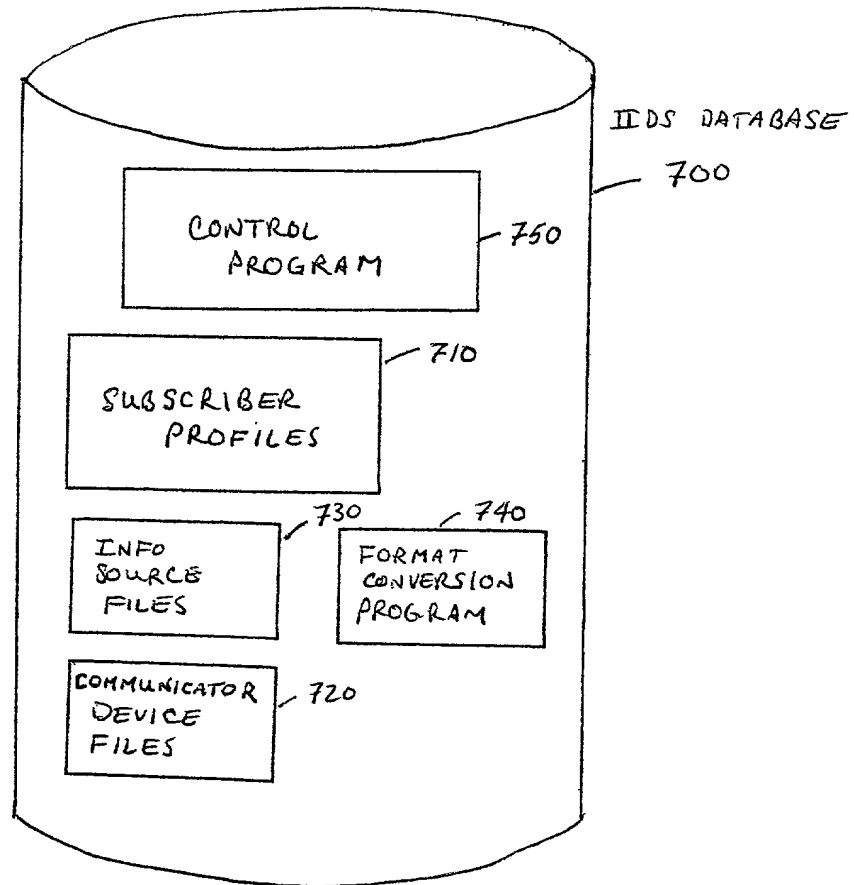 IIDS DATABASE
700
CONTROL
PROGRAM
750
710
SUBSCRIBER
PROFILES
730
INFO
SOURCE
FILES
740
FORMAT
CONVERSION
PROGRAM
COMMUNICATOR
DEVICE
FILES
720